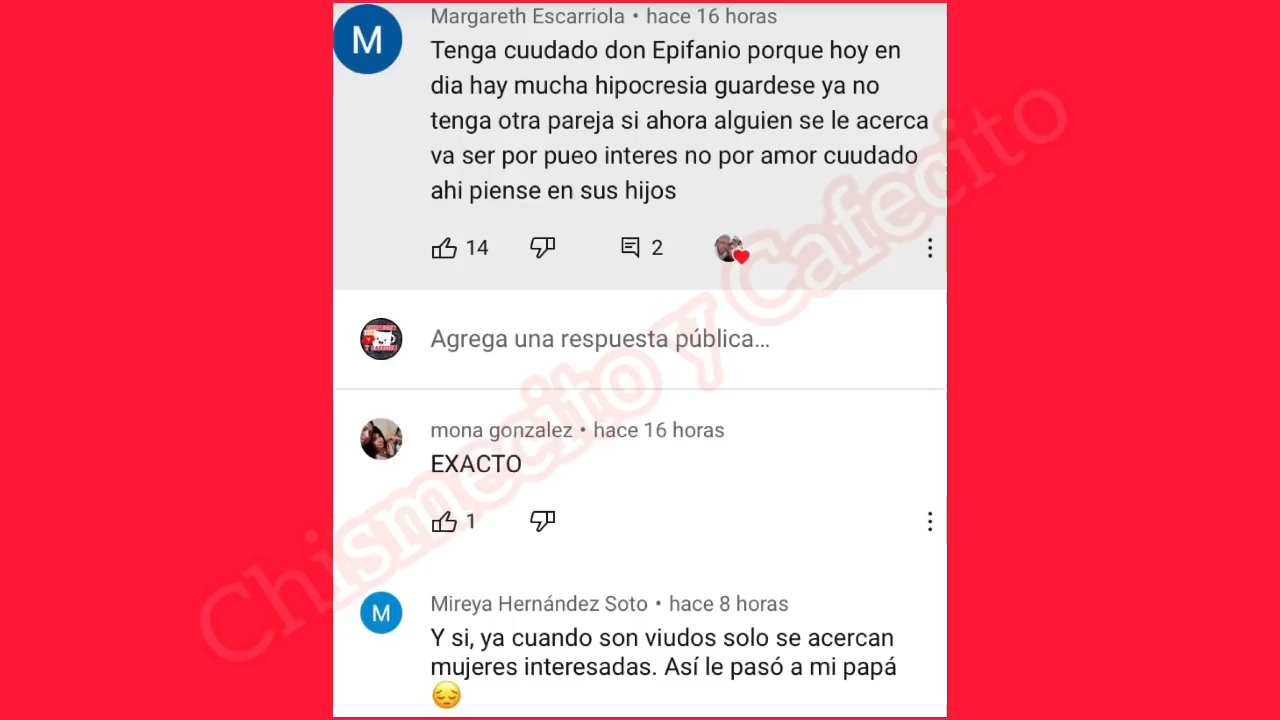 Margareth Escarriola • hace 16 horas
Tenga cuudado don Epifanio porque hoy en
dia hay mucha hipocresia guardese ya no
tenga otra pareja si ahora alguien se le acerca
va ser por pueo interes no por amor cuudado
ahi piense en sus hijos
14
2
Agrega una respuesta pública...
mona gonzalez • hace 16 horas
EXACTO
1
Mireya Hernández Soto • hace 8 horas
Y si, ya cuando son viudos solo se acercan
mujeres interesadas. Así le pasó a mi papá
😔
M
M
Chismecito y Cafecito